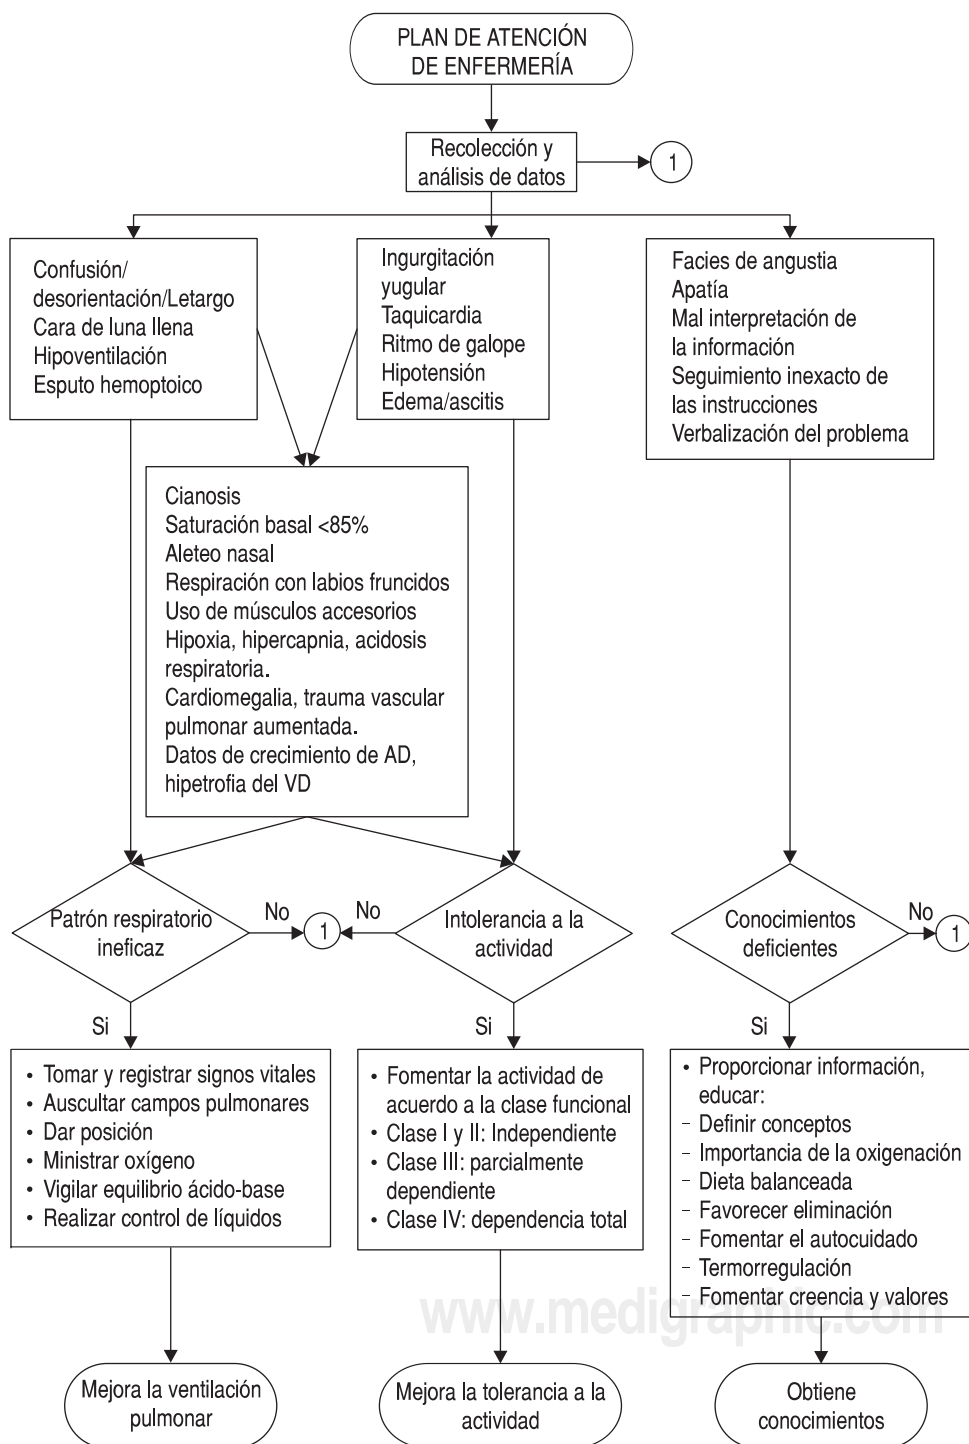 PLAN DE ATENCIÓN
DE ENFERMERÍA
Recolección y
análisis de datos
1
Confusión/
desorientación/Letargo
Cara de luna llena
Hipoventilación
Esputo hemoptoico
Ingurgitación
yugular
Taquicardia
Ritmo de galope
Hipotensión
Edema/ascitis
Facies de angustia
Apatía
Mal interpretación de
la información
Seguimiento inexacto de
las instrucciones
Verbalización del problema
Cianosis
Saturación basal <85%
Aleteo nasal
Respiración con labios fruncidos
Uso de músculos accesorios
Hipoxia, hipercapnia, acidosis
respiratoria.
Cardiomegalia, trauma vascular
pulmonar aumentada.
Datos de crecimiento de AD,
hipetrofia del VD
Patrón respiratorio
ineficaz
No
1
No
Intolerancia a la
actividad
Conocimientos
deficientes
No
1
Si
Si
Si
• Tomar y registrar signos vitales
• Auscultar campos pulmonares
• Dar posición
• Ministrar oxígeno
• Vigilar equilibrio ácido-base
• Realizar control de líquidos
• Fomentar la actividad de
acuerdo a la clase funcional
• Clase I y II: Independiente
• Clase III: parcialmente
dependiente
• Clase IV: dependencia total
• Proporcionar información,
educar:
– Definir conceptos
– Importancia de la oxigenación
– Dieta balanceada
– Favorecer eliminación
– Fomentar el autocuidado
– Termorregulación
– Fomentar creencia y valores
www.medigraphic.com
Mejora la ventilación
pulmonar
Mejora la tolerancia a la
actividad
Obtiene
conocimientos